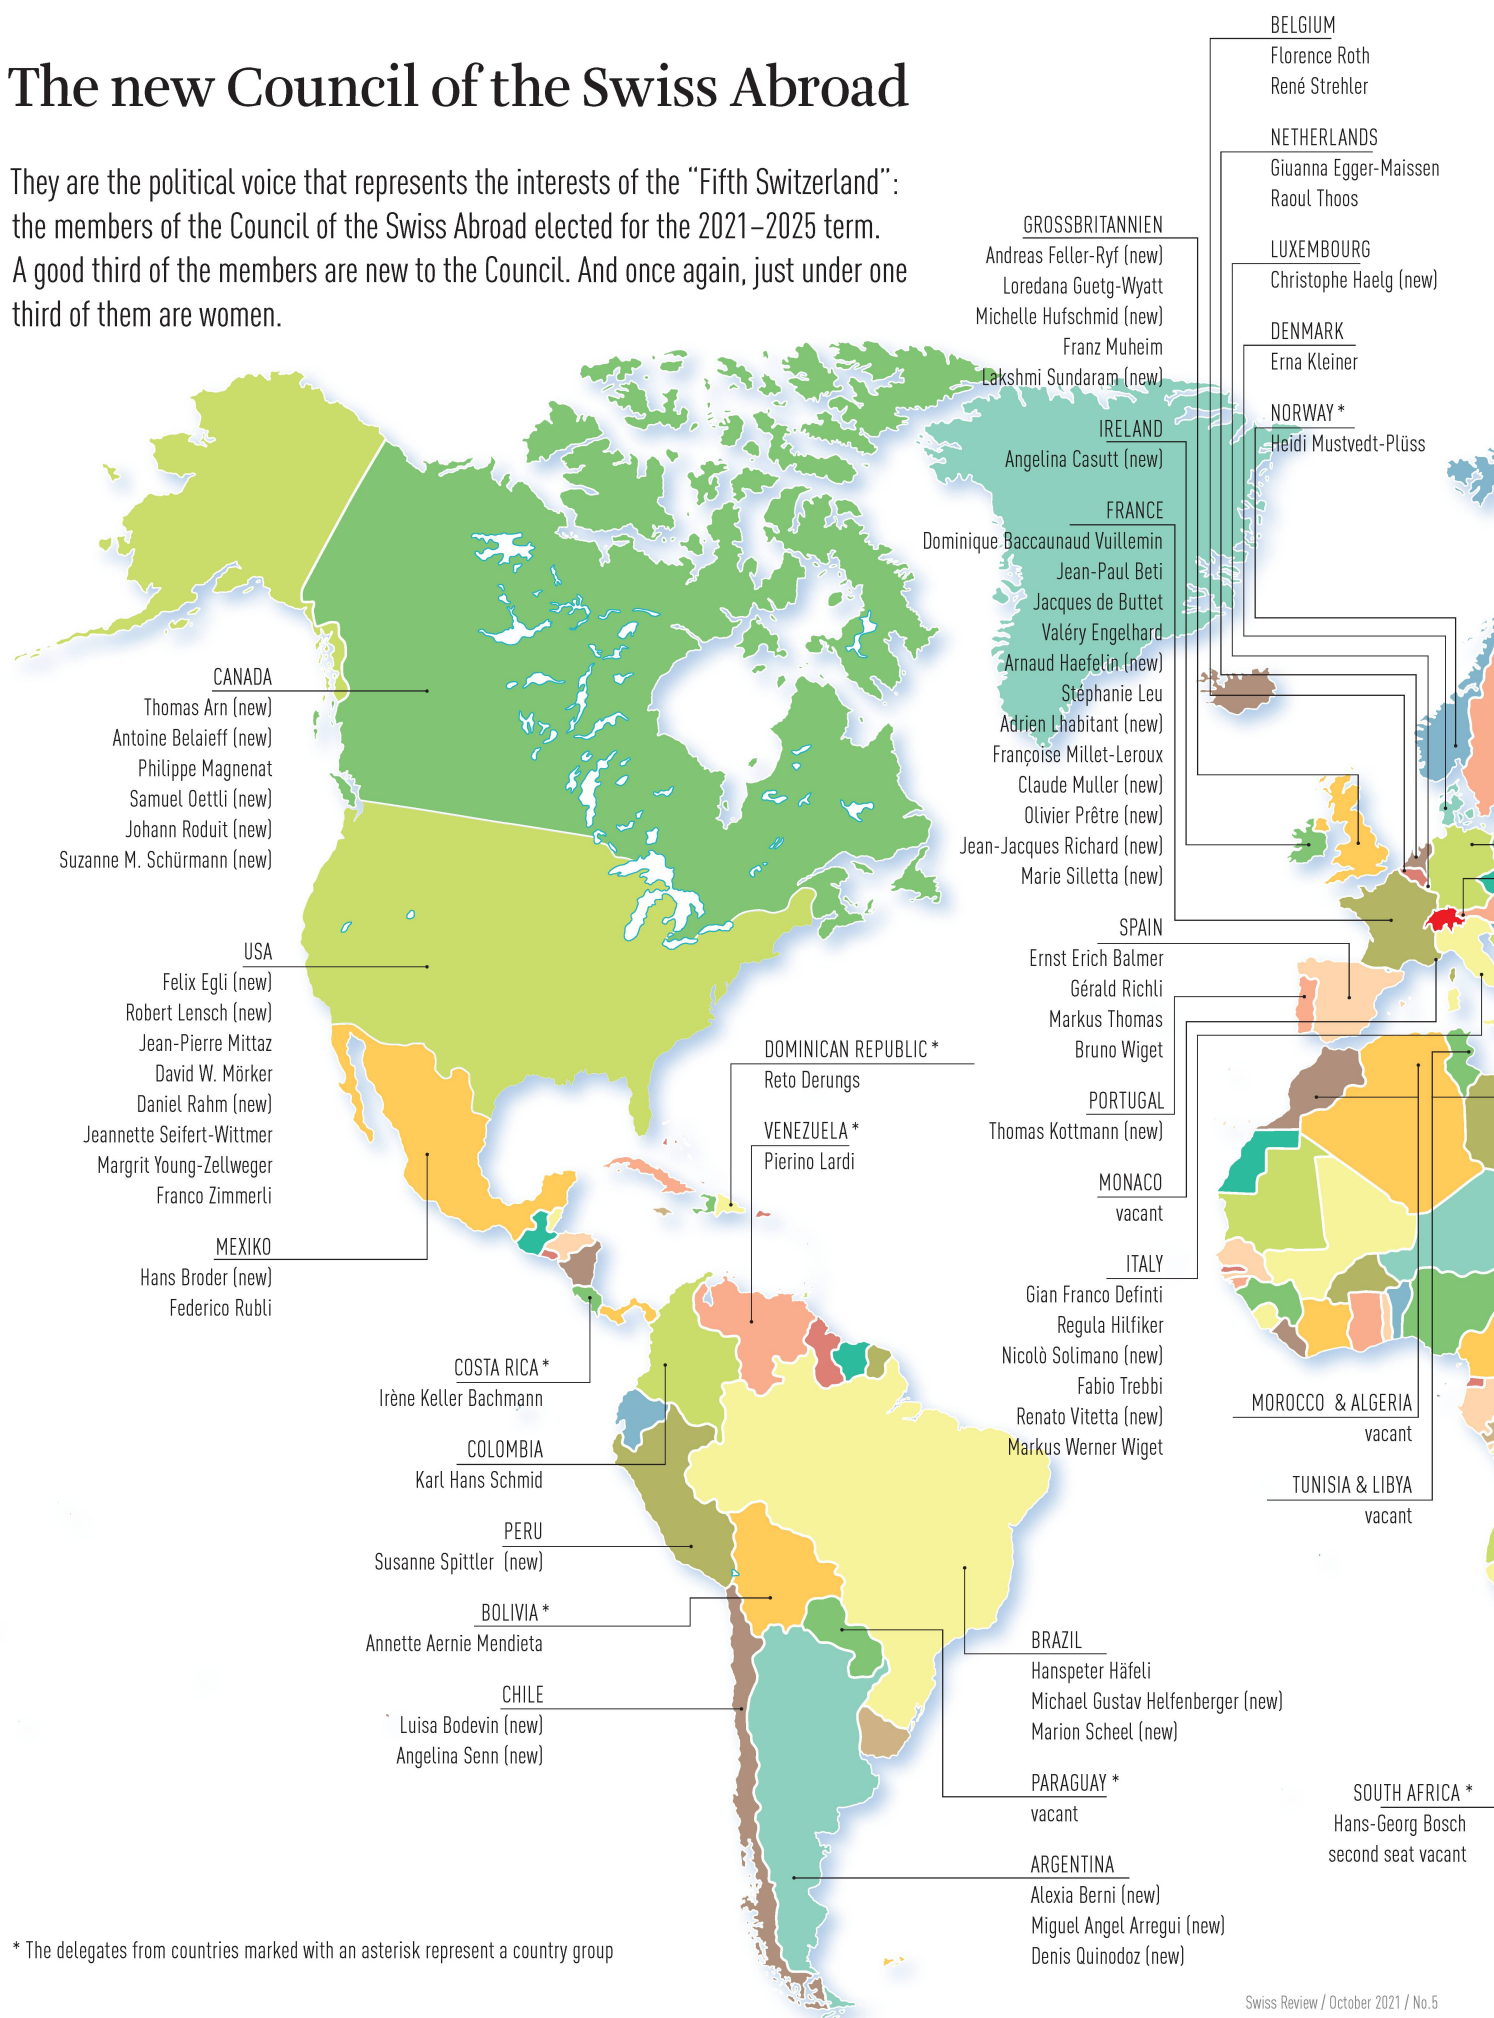 The new Council of the Swiss Abroad
They are the political voice that represents the interests of the “Fifth Switzerland”:
the members of the Council of the Swiss Abroad elected for the 2021–2025 term.
A good third of the members are new to the Council. And once again, just under one
third of them are women.
CANADA
Thomas Arn (new)
Antoine Belaieff (new)
Philippe Magnenat
Samuel Oettli (new)
Johann Roduit (new)
Suzanne M. Schürmann (new)
USA
Felix Egli (new)
Robert Lensch (new)
Jean-Pierre Mittaz
David W. Mörker
Daniel Rahm (new)
Jeannette Seifert-Wittmer
Margrit Young-Zellweger
Franco Zimmerli
MEXIKO
Hans Broder (new)
Federico Rubli
COSTA RICA *
Irène Keller Bachmann
COLOMBIA
Karl Hans Schmid
PERU
Susanne Spittler (new)
BOLIVIA *
Annette Aernie Mendieta
CHILE
Luisa Bodevin (new)
Angelina Senn (new)
DOMINICAN REPUBLIC *
Reto Derungs
VENEZUELA *
Pierino Lardi
GROSSBRITANNIEN
Andreas Feller-Ryf (new)
Loredana Guetg-Wyatt
Michelle Hufschmid (new)
Franz Muheim
Lakshmi Sundaram (new)
IRELAND
Angelina Casutt (new)
FRANCE
Dominique Baccaunaud Vuillemin
Jean-Paul Beti
Jacques de Buttet
Valéry Engelhard
Arnaud Haefelin (new)
Stéphanie Leu
Adrien Lhabitant (new)
Françoise Millet-Leroux
Claude Muller (new)
Olivier Prêtre (new)
Jean-Jacques Richard (new)
Marie Silletta (new)
SPAIN
Ernst Erich Balmer
Gérald Richli
Markus Thomas
Bruno Wiget
PORTUGAL
Thomas Kottmann (new)
MONACO
vacant
ITALY
Gian Franco Definti
Regula Hilfiker
Nicolò Solimano (new)
Fabio Trebbi
Renato Vitetta (new)
Markus Werner Wiget
BELGIUM
Florence Roth
René Strehler
NETHERLANDS
Giuanna Egger-Maissen
Raoul Thoos
LUXEMBOURG
Christophe Haelg (new)
DENMARK
Erna Kleiner
NORWAY *
Heidi Mustvedt-Plüss
MOROCCO & ALGERIA
vacant
TUNISIA & LIBYA
vacant
BRAZIL
Hanspeter Häfeli
Michael Gustav Helfenberger (new)
Marion Scheel (new)
PARAGUAY *
vacant
ARGENTINA
Alexia Berni (new)
Miguel Angel Arregui (new)
Denis Quinodoz (new)
SOUTH AFRICA *
Hans-Georg Bosch
second seat vacant
* The delegates from countries marked with an asterisk represent a country group
Swiss Review / October 2021 / No.5